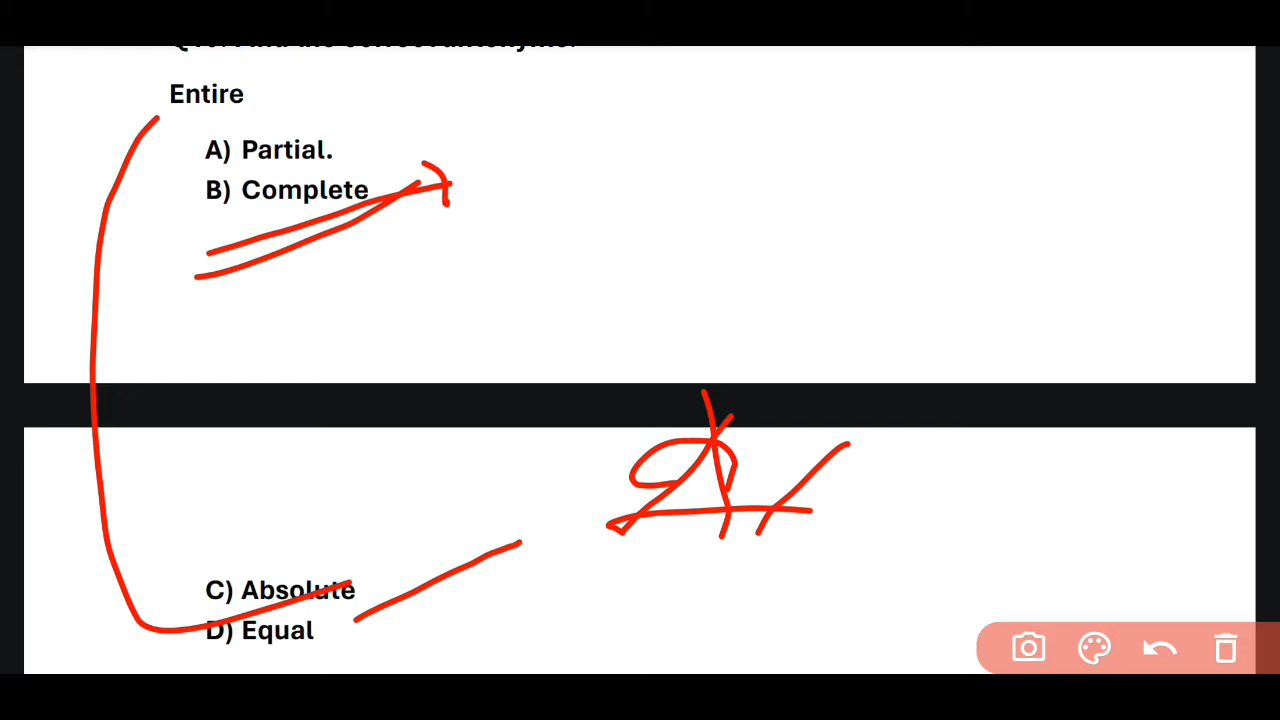 Entire
A) Partial.
B) Complete
C) Absolute
D) Equal